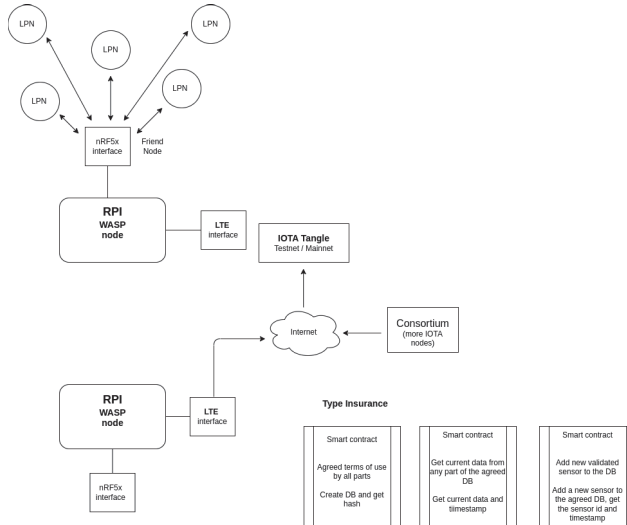 LPN
LPN
LPN
LPN
LPN
nRF5x
interface
Friend
Node
RPI
WASP
node
LTE
interface
IOTA Tangle
Testnet / Mainnet
Internet
Consortium
(more IOTA
nodes)
RPI
WASP
node
LTE
interface
nRF5x
interface
Type Insurance
Smart contract
Agreed terms of use
by all parts
Create DB and get
hash
Smart contract
Get current data from
any part of the agreed
DB
Get current data and
tiimestamp
Smart contract
Add new validated
sensor to the DB
Add a new sensor to
the agreed DB, get
the sensor id and
timestamp